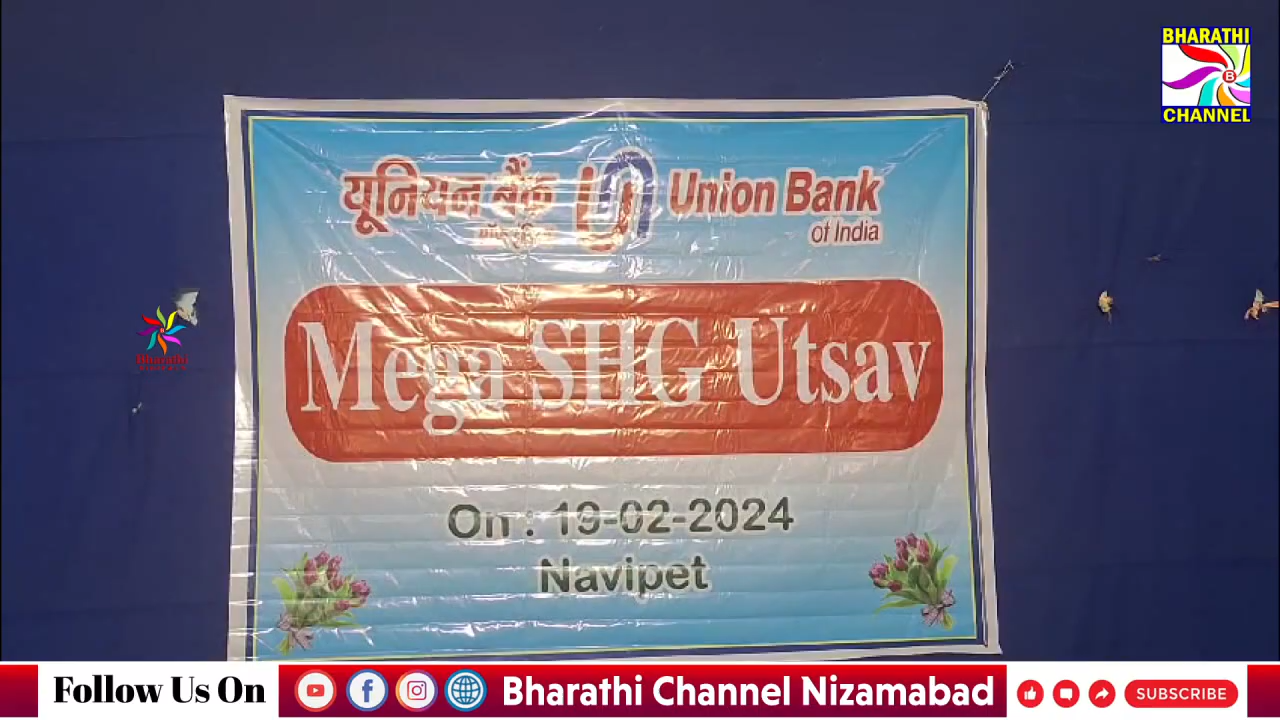 BHARATHI
B
CHANNEL
यूनियन बैंक Union Bank
of India
Mega SHG Utsav
On : 19-02-2024
Navipet
Bharathi
Follow Us On Bharathi Channel Nizamabad SUBSCRIBE